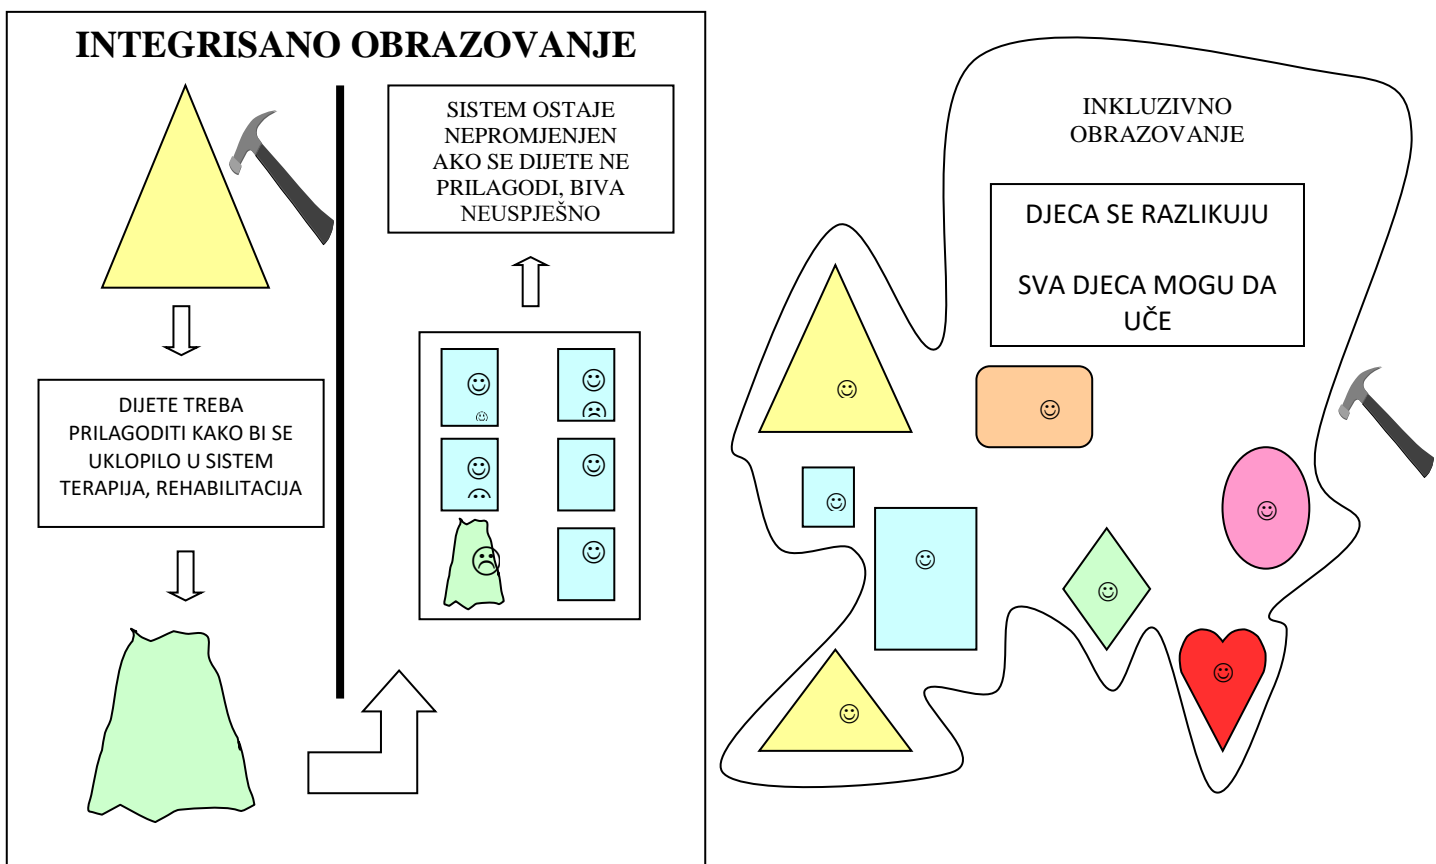 INTEGRISANO OBRAZOVANJE
DIJETE TREBA
PRILAGODITI KAKO BI SE
UKLOPILO U SISTEM
TERAPIJA, REHABILITACIJA
SISTEM OSTAJE
NEPROMJENJEN
AKO SE DIJETE NE
PRILAGODI, BIVA
NEUSPJEŠNO
INKLUZIVNO
OBRAZOVANJE
DJECA SE RAZLIKUJU
SVA DJECA MOGU DA
UČE